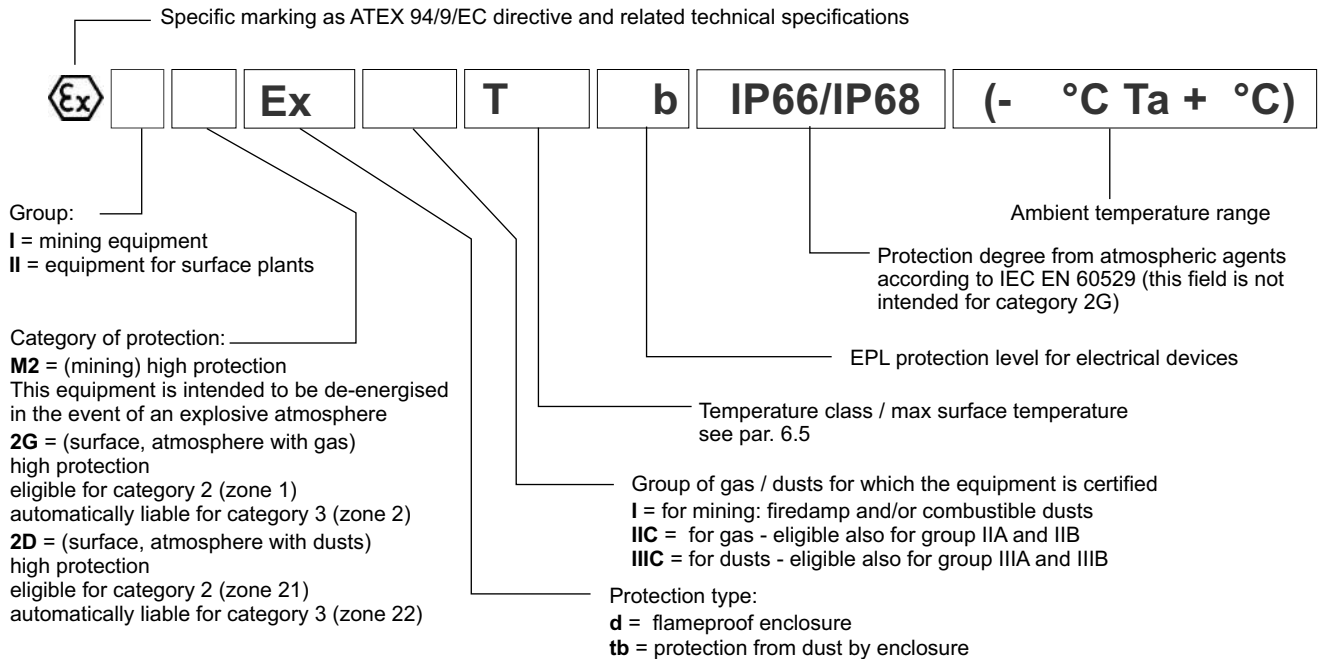 Specific marking as ATEX 94/9/EC directive and related technical specifications
Ex Ex T b IP66/IP68 (- °C Ta + °C)
Group:
I = mining equipment
II = equipment for surface plants
Category of protection:
M2 = (mining) high protection
This equipment is intended to be de-energised
in the event of an explosive atmosphere
2G = (surface, atmosphere with gas)
high protection
eligible for category 2 (zone 1)
automatically liable for category 3 (zone 2)
2D = (surface, atmosphere with dusts)
high protection
eligible for category 2 (zone 21)
automatically liable for category 3 (zone 22)
Ambient temperature range
Protection degree from atmospheric agents
according to IEC EN 60529 (this field is not
intended for category 2G)
EPL protection level for electrical devices
Temperature class / max surface temperature
see par. 6.5
Group of gas / dusts for which the equipment is certified
I = for mining: firedamp and/or combustible dusts
IIC = for gas - eligible also for group IIA and IIB
IIIC = for dusts - eligible also for group IIIA and IIIB
Protection type:
d = flameproof enclosure
tb = protection from dust by enclosure